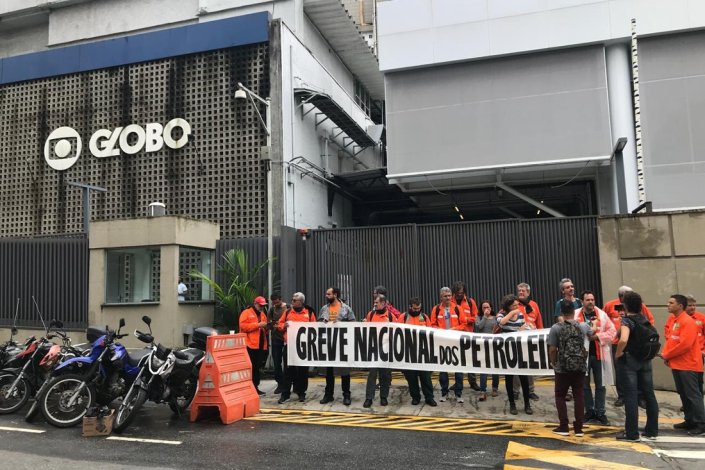 GLOBO
GREVE NACIONAL DOS PETROLEI